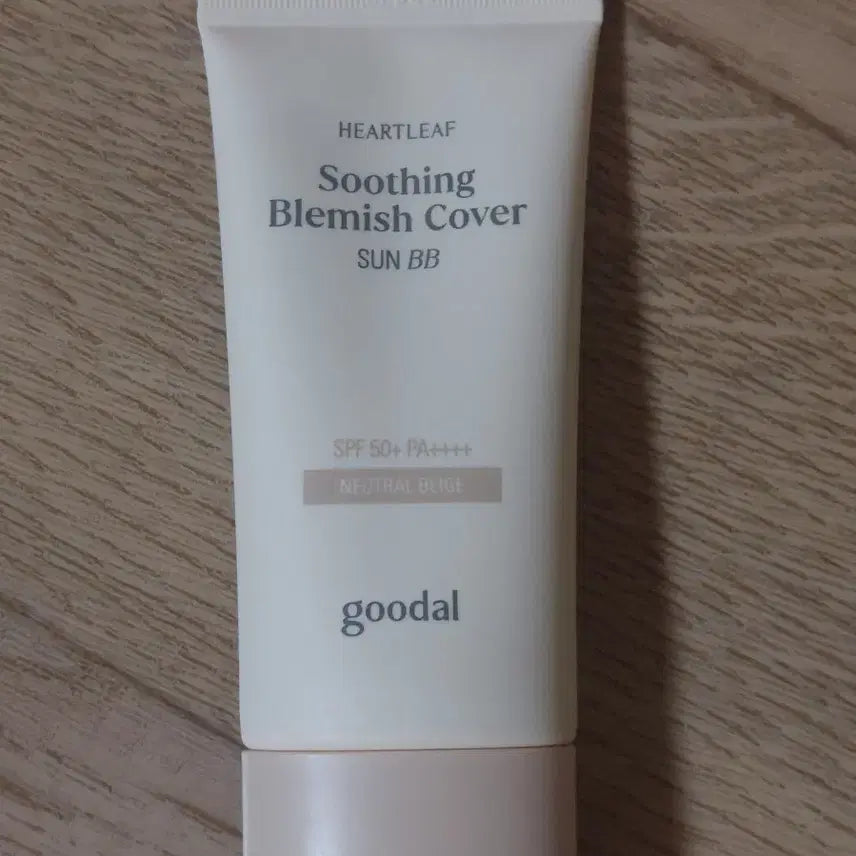 HEARTLEAF
Soothing
Blemish Cover
SUN BB
SPF 50+ PA++++
NEUTRAL BEIGE
goodal